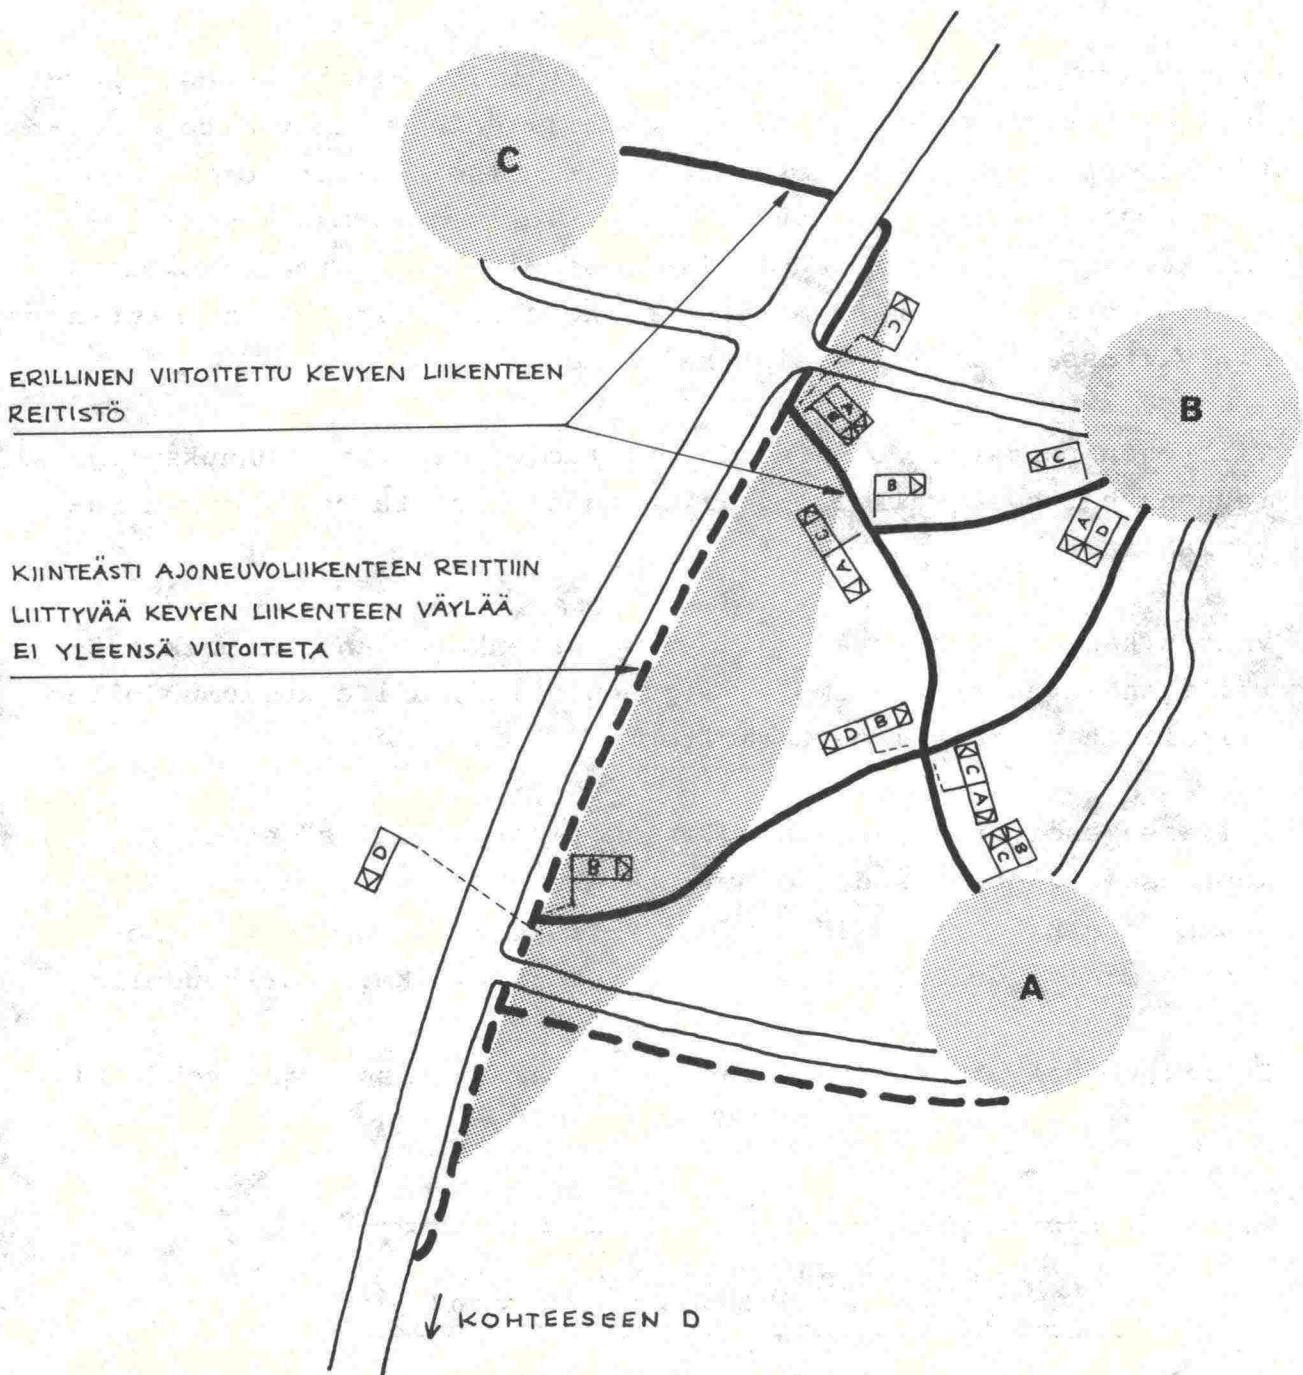 C
B
ERILLINEN VIITOITETTU KEVYEN LIIKENTEEN
REITISTÖ
C
A
B
C
B
C A
A
D
KIINTEÄSTI AJONEUVOLIIKENTEEN REITTIIN
LIITTYVÄÄ KEVYEN LIIKENTEEN VÄYLÄÄ
EI YLEENSÄ VIITOITETA
D B
C A
B
C
D
B
A
KOHTEESEEN D